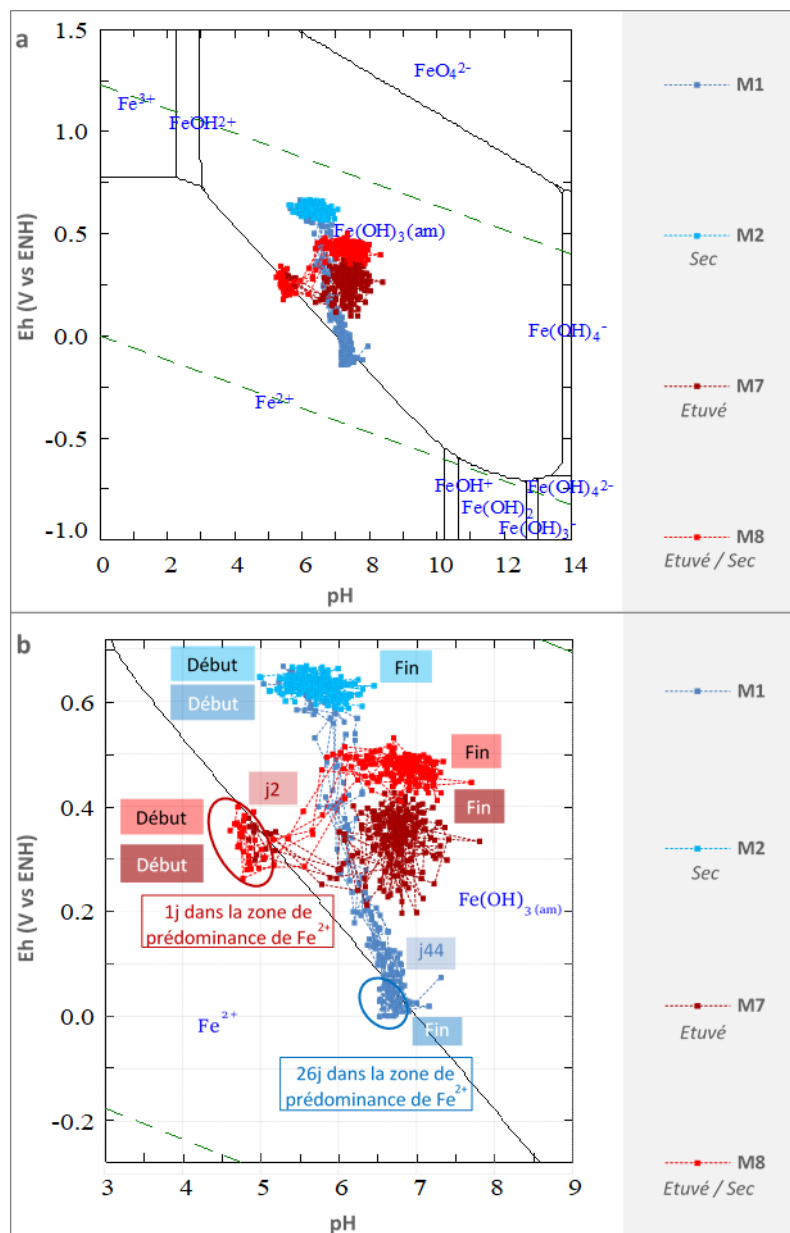 a
1.5
1.0
0.5
0.0
-0.5
-1.0
Eh (V vs ENH)
0
2
4
6
8
10
12
14
pH
Fe³⁺
FeOH²⁺
FeO₄²⁻
Fe(OH)₃(am)
Fe(OH)₄⁻
Fe²⁺
FeOH⁺
Fe(OH)₂
Fe(OH)₃⁻
Fe(OH)₄²⁻
M1
M2
Sec
M7
Etuvé
M8
Etuvé / Sec
b
0.6
0.4
0.2
0.0
-0.2
Eh (V vs ENH)
3
4
5
6
7
8
9
pH
Début
Début
Fin
j2
Début
Début
Fin
Fin
1j dans la zone de
prédominance de Fe²⁺
Fe(OH)₃(am)
j44
Fe²⁺
Fin
26j dans la zone de
prédominance de Fe²⁺
M1
M2
Sec
M7
Etuvé
M8
Etuvé / Sec